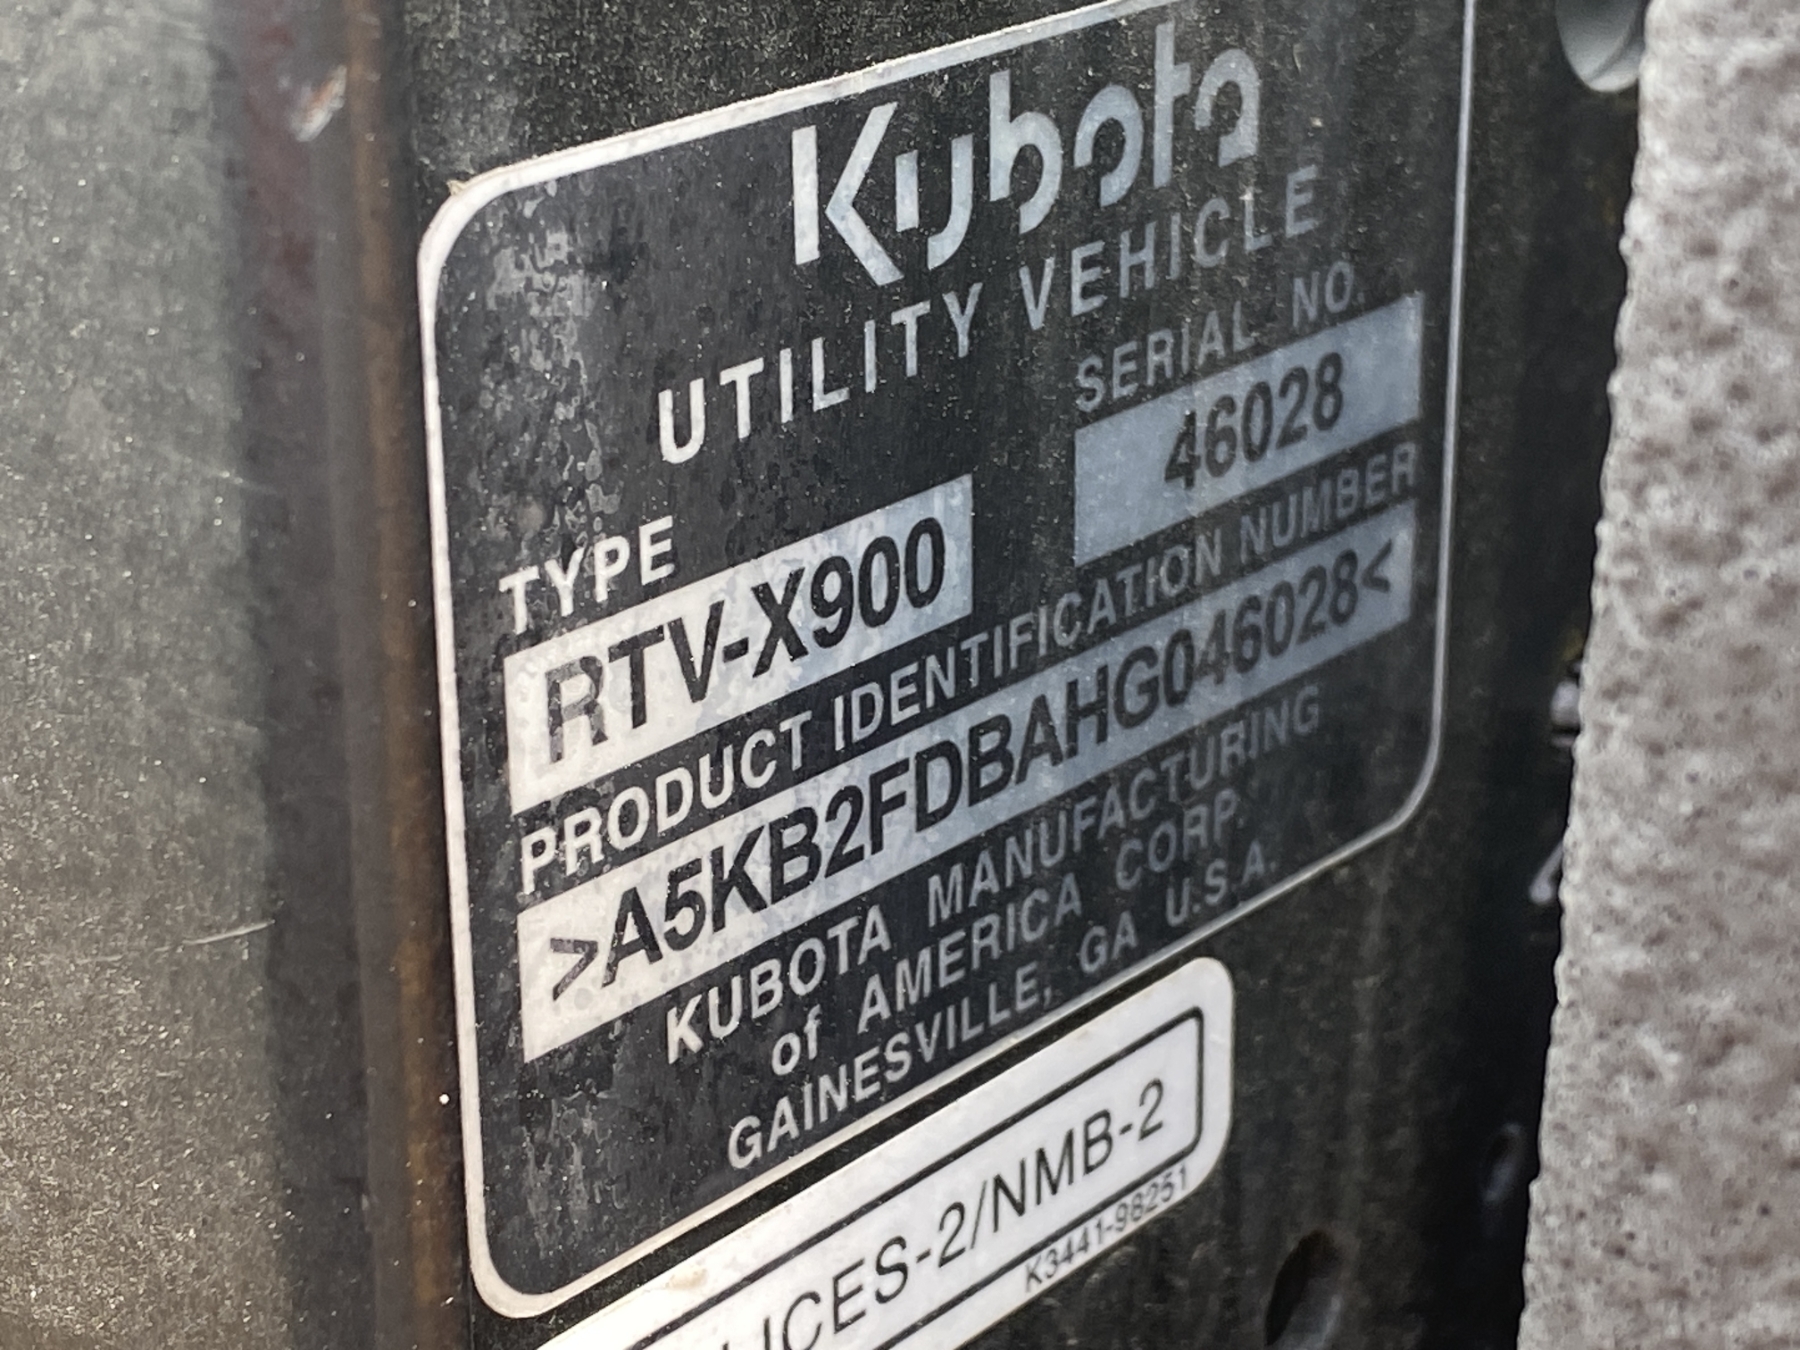 Kubota
UTILITY VEHICLE
SERIAL NO.
46028
TYPE
RTV-X900
PRODUCT IDENTIFICATION NUMBER
>A5KB2FDBAHG046028<
KUBOTA MANUFACTURING
of AMERICA CORP.
GAINESVILLE, GA U.S.A.
ICES-2/NMB-2
K3441-98251